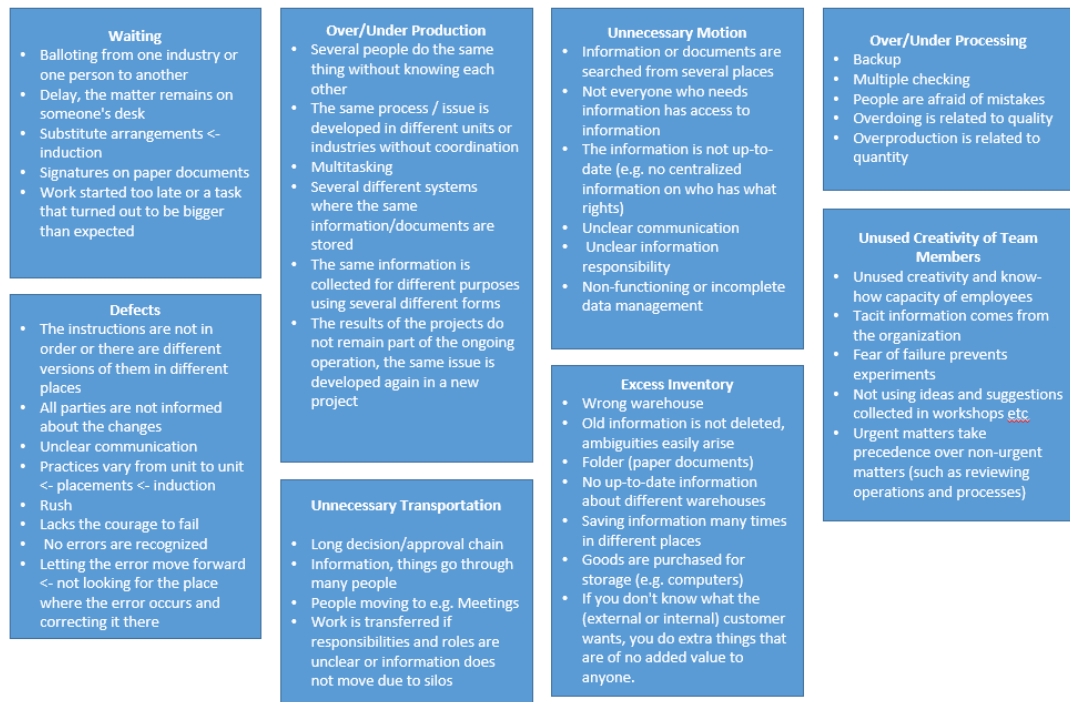 Waiting
• Balloting from one industry or
one person to another
• Delay, the matter remains on
someone's desk
• Substitute arrangements <-
induction
• Signatures on paper documents
• Work started too late or a task
that turned out to be bigger
than expected
Defects
• The instructions are not in
order or there are different
versions of them in different
places
• All parties are not informed
about the changes
• Unclear communication
• Practices vary from unit to unit
<- placements <- induction
• Rush
• Lacks the courage to fail
• No errors are recognized
• Letting the error move forward
<- not looking for the place
where the error occurs and
correcting it there
Over/Under Production
• Several people do the same
thing without knowing each
other
• The same process / issue is
developed in different units or
industries without coordination
• Multitasking
• Several different systems
where the same
information/documents are
stored
• The same information is
collected for different purposes
using several different forms
• The results of the projects do
not remain part of the ongoing
operation, the same issue is
developed again in a new
project
Unnecessary Transportation
• Long decision/approval chain
• Information, things go through
many people
• People moving to e.g. Meetings
• Work is transferred if
responsibilities and roles are
unclear or information does
not move due to silos
Unnecessary Motion
• Information or documents are
searched from several places
• Not everyone who needs
information has access to
information
• The information is not up-to-
date (e.g. no centralized
information on who has what
rights)
• Unclear communication
• Unclear information
responsibility
• Non-functioning or incomplete
data management
Excess Inventory
• Wrong warehouse
• Old information is not deleted,
ambiguities easily arise
• Folder (paper documents)
• No up-to-date information
about different warehouses
• Saving information many times
in different places
• Goods are purchased for
storage (e.g. computers)
• If you don't know what the
(external or internal) customer
wants, you do extra things that
are of no added value to
anyone.
Over/Under Processing
• Backup
• Multiple checking
• People are afraid of mistakes
• Overdoing is related to quality
• Overproduction is related to
quantity
Unused Creativity of Team
Members
• Unused creativity and know-
how capacity of employees
• Tacit information comes from
the organization
• Fear of failure prevents
experiments
• Not using ideas and suggestions
collected in workshops etc
• Urgent matters take
precedence over non-urgent
matters (such as reviewing
operations and processes)